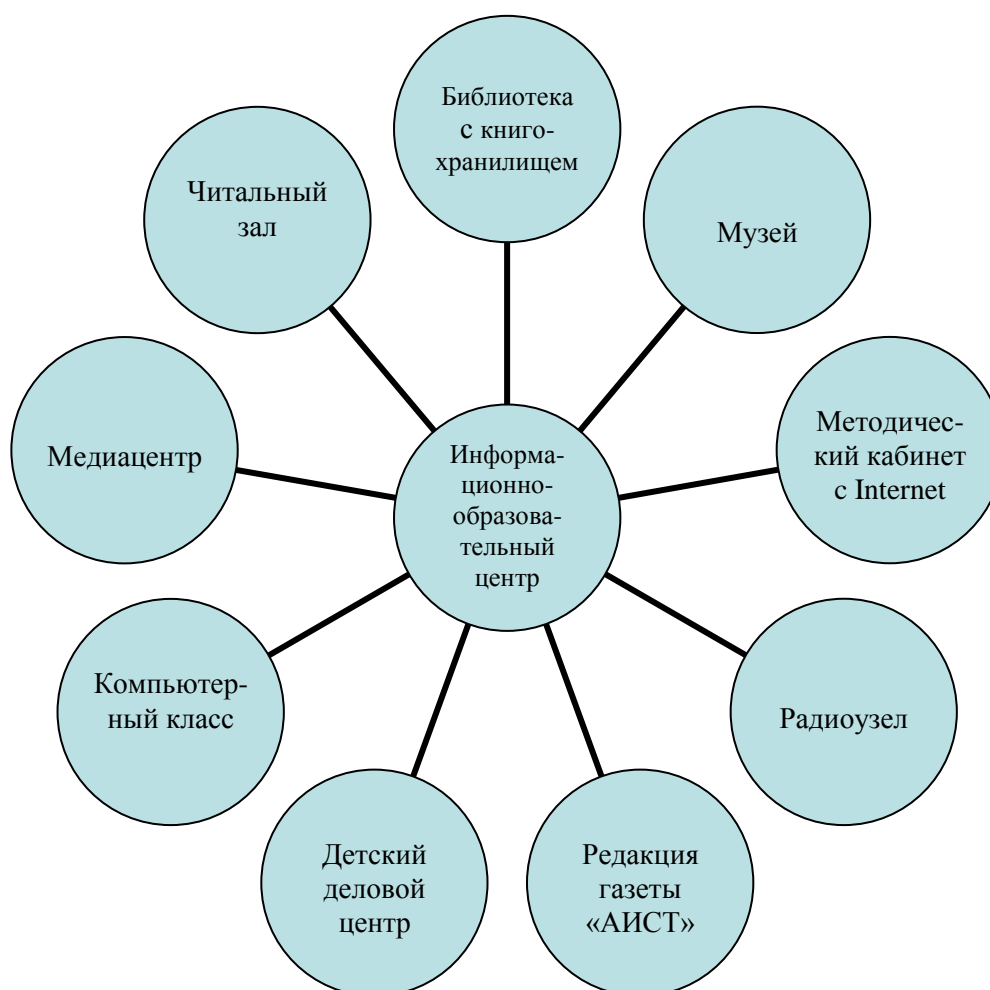 Библиотека
с книго-
хранилищем
Читальный
зал
Музей
Медиацентр
Методичес-
кий кабинет
с Internet
Информа-
ционно-
образова-
тельный
центр
Компьютер-
ный класс
Радиоузел
Детский
деловой
центр
Редакция
газеты
«АИСТ»